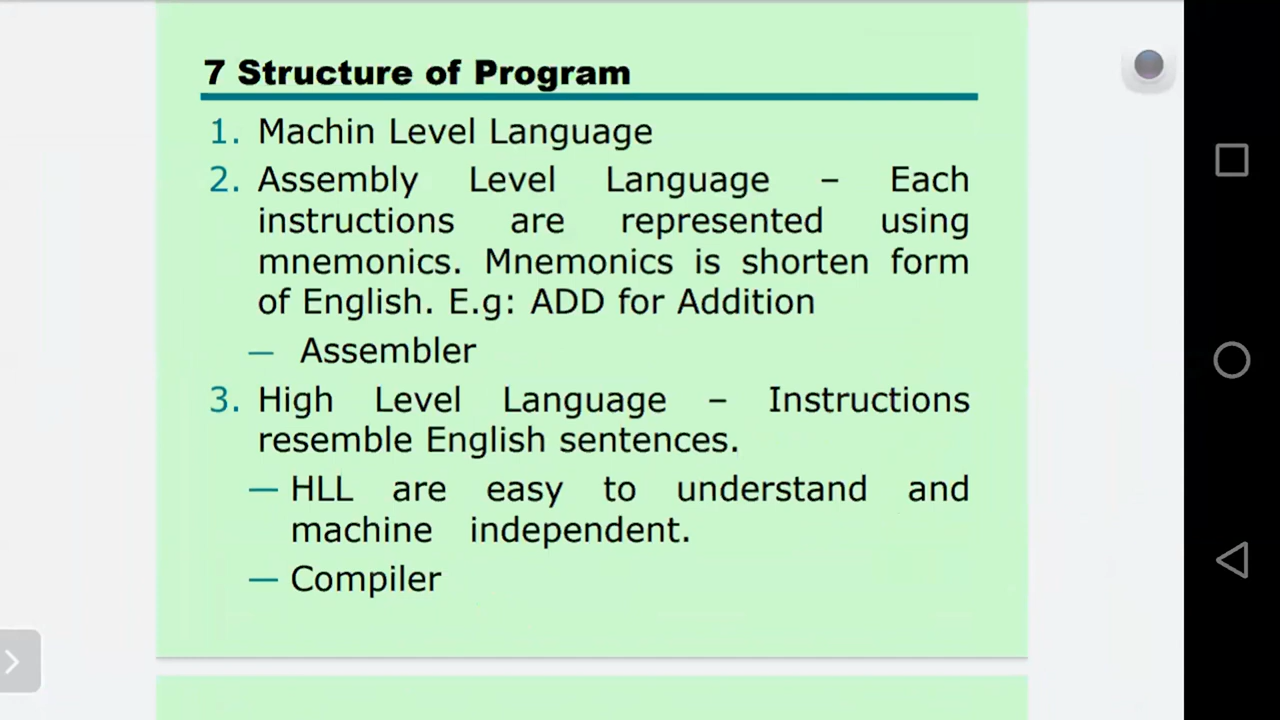 7 Structure of Program
1. Machin Level Language
2. Assembly Level Language – Each
instructions are represented using
mnemonics. Mnemonics is shorten form
of English. E.g: ADD for Addition
— Assembler
3. High Level Language – Instructions
resemble English sentences.
— HLL are easy to understand and
machine independent.
— Compiler